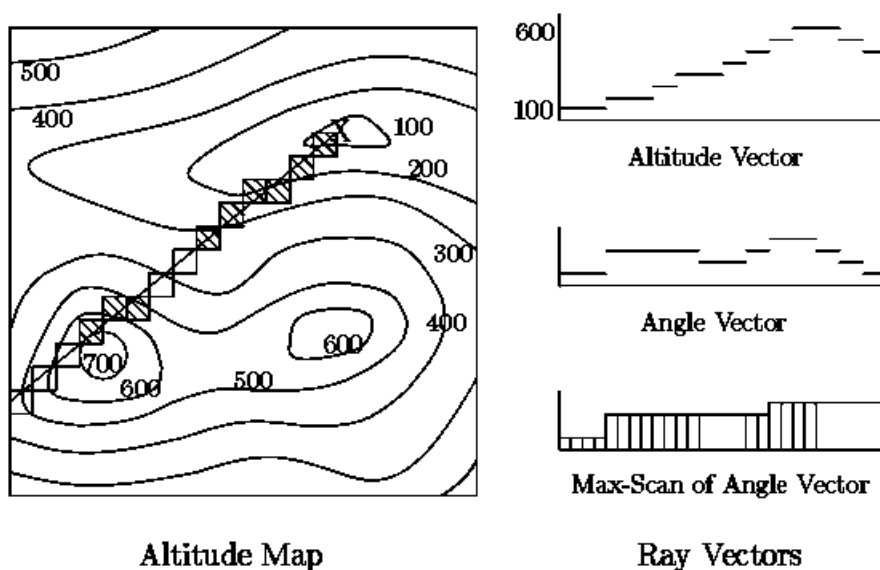 500
400
X
100
200
300
400
600
700
600
500
Altitude Map
600
100
Altitude Vector
Angle Vector
Max-Scan of Angle Vector
Ray Vectors